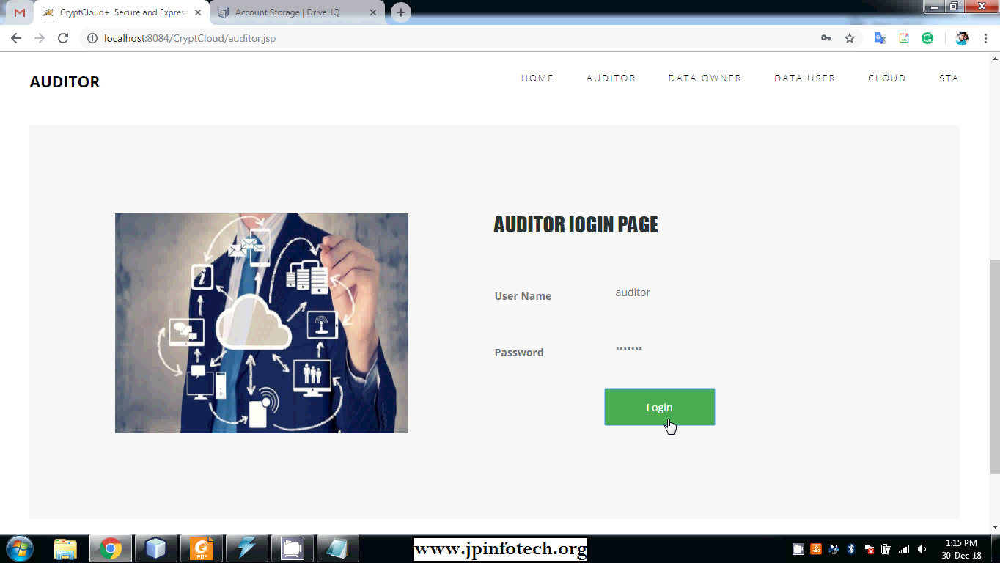 CryptCloud+: Secure and Express
Account Storage | DriveHQ
localhost:8084/CryptCloud/auditor.jsp
AUDITOR
HOME
AUDITOR
DATA OWNER
DATA USER
CLOUD
STA
AUDITOR lOGIN PAGE
User Name
auditor
Password
•••••••
Login
www.jpinfotech.org
PDF
1:15 PM
30-Dec-18